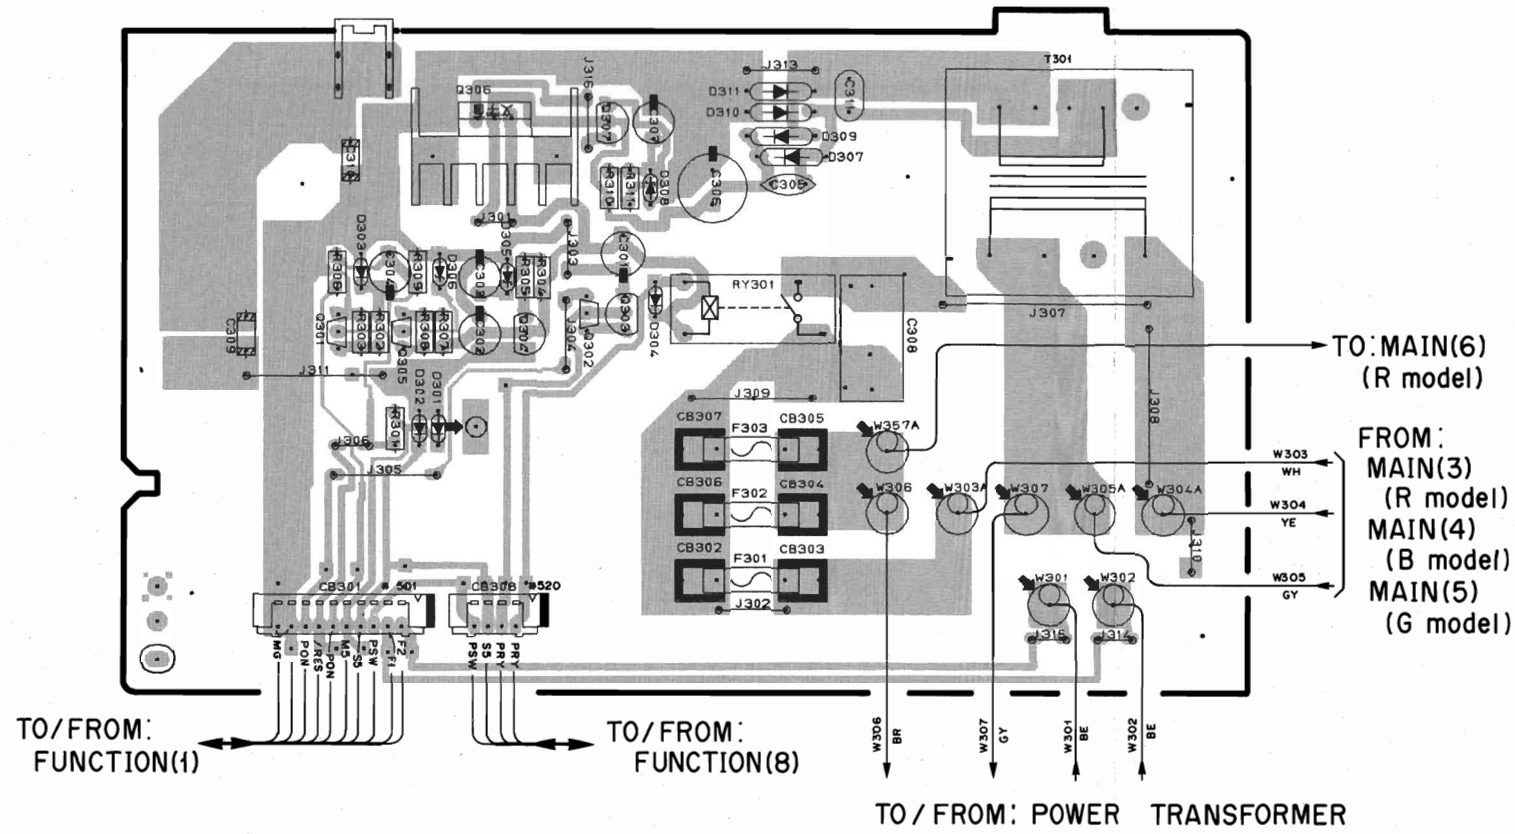 T301
J313
J316
Q306
D311
D310
C311
D307
C307
D309
D307
C310
R310
R311
D308
C306
C305
J301
D303
D305
J303
C301
R306
C304
R309
D306
C303
R305
R304
RY301
J307
C309
Q301
R303
R302
Q305
R308
R307
C302
Q304
J304
Q302
Q303
D304
C308
TO:MAIN(6)
(R model)
J311
D302
D301
J309
J308
CB307
F303
CB305
W357A
R301
J306
J305
FROM:
MAIN(3)
(R model)
MAIN(4)
(B model)
MAIN(5)
(G model)
W303
WH
CB306
F302
CB304
W306
W303A
W307
W305A
W304A
W304
YE
J310
CB302
F301
CB303
W301
W302
W305
GY
CB301
*501
CB308
*520
J302
J315
J314
MG
PON
/RES
PON
M5
S5
PSW
F1
F2
PSW
S5
PRY
PRY
TO/FROM:
FUNCTION(1)
TO/FROM:
FUNCTION(8)
W306
BR
W307
GY
W301
BE
W302
BE
TO/FROM: POWER TRANSFORMER